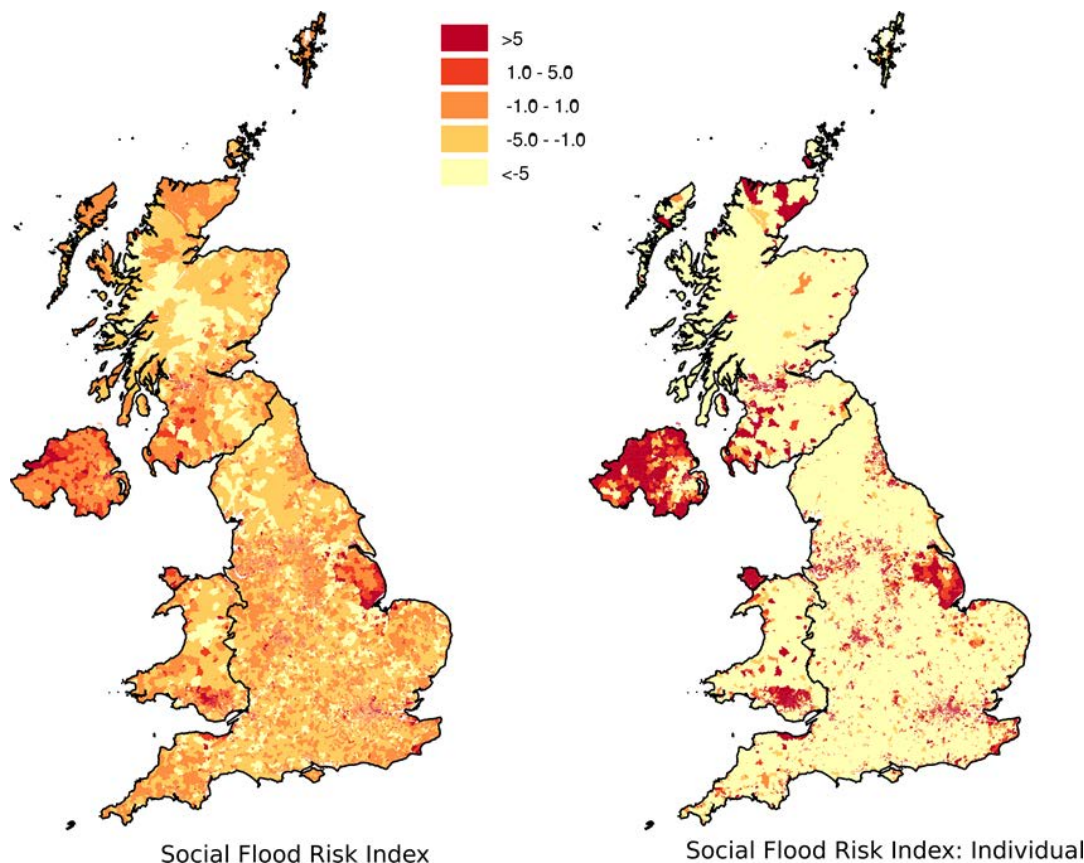 >5
1.0 - 5.0
-1.0 - 1.0
-5.0 - -1.0
<-5
Social Flood Risk Index
Social Flood Risk Index: Individual